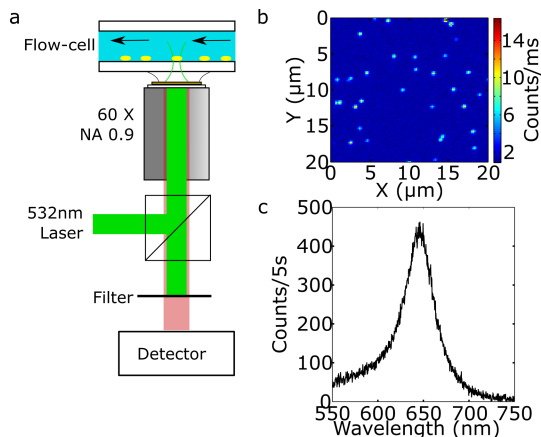 a
Flow-cell
60 X
NA 0.9
532nm
Laser
Filter
Detector
b
0
5
10
15
20
Y [µm]
0 5 10 15 20
X [µm]
14
10
6
2
Counts/ms
c
500
400
300
200
100
0
Counts/5s
550 600 650 700 750
Wavelength (nm)